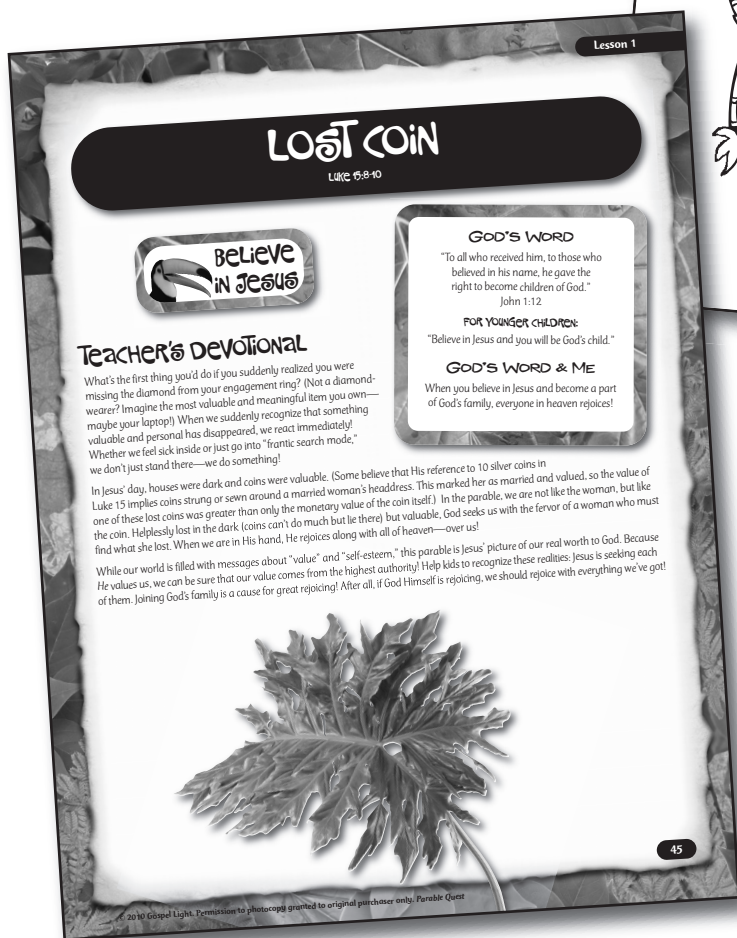 Lesson 1
LOST COIN
LUKE 15:8-10
BELIEVE
IN JESUS
GOD'S WORD
"To all who received him, to those who
believed in his name, he gave the
right to become children of God."
John 1:12
FOR YOUNGER CHILDREN:
"Believe in Jesus and you will be God's child."
GOD'S WORD & ME
When you believe in Jesus and become a part
of God's family, everyone in heaven rejoices!
TEACHER'S DEVOTIONAL
What's the first thing you'd do if you suddenly realized you were
missing the diamond from your engagement ring? (Not a diamond-
wearer? Imagine the most valuable and meaningful item you own—
maybe your laptop!) When we suddenly recognize that something
valuable and personal has disappeared, we react immediately!
Whether we feel sick inside or just go into "frantic search mode,"
we don't just stand there—we do something!
In Jesus' day, houses were dark and coins were valuable. (Some believe that His reference to 10 silver coins in
Luke 15 implies coins strung or sewn around a married woman's headdress. This marked her as married and valued, so the value of
one of these lost coins was greater than only the monetary value of the coin itself.) In the parable, we are not like the woman, but like
the coin. Helplessly lost in the dark (coins can't do much but lie there) but valuable, God seeks us with the fervor of a woman who must
find what she lost. When we are in His hand, He rejoices along with all of heaven—over us!
While our world is filled with messages about "value" and "self-esteem," this parable is Jesus' picture of our real worth to God. Because
He values us, we can be sure that our value comes from the highest authority! Help kids to recognize these realities: Jesus is seeking each
of them. Joining God's family is a cause for great rejoicing! After all, if God Himself is rejoicing, we should rejoice with everything we've got!
45
© 2010 Gospel Light. Permission to photocopy granted to original purchaser only. Parable Quest